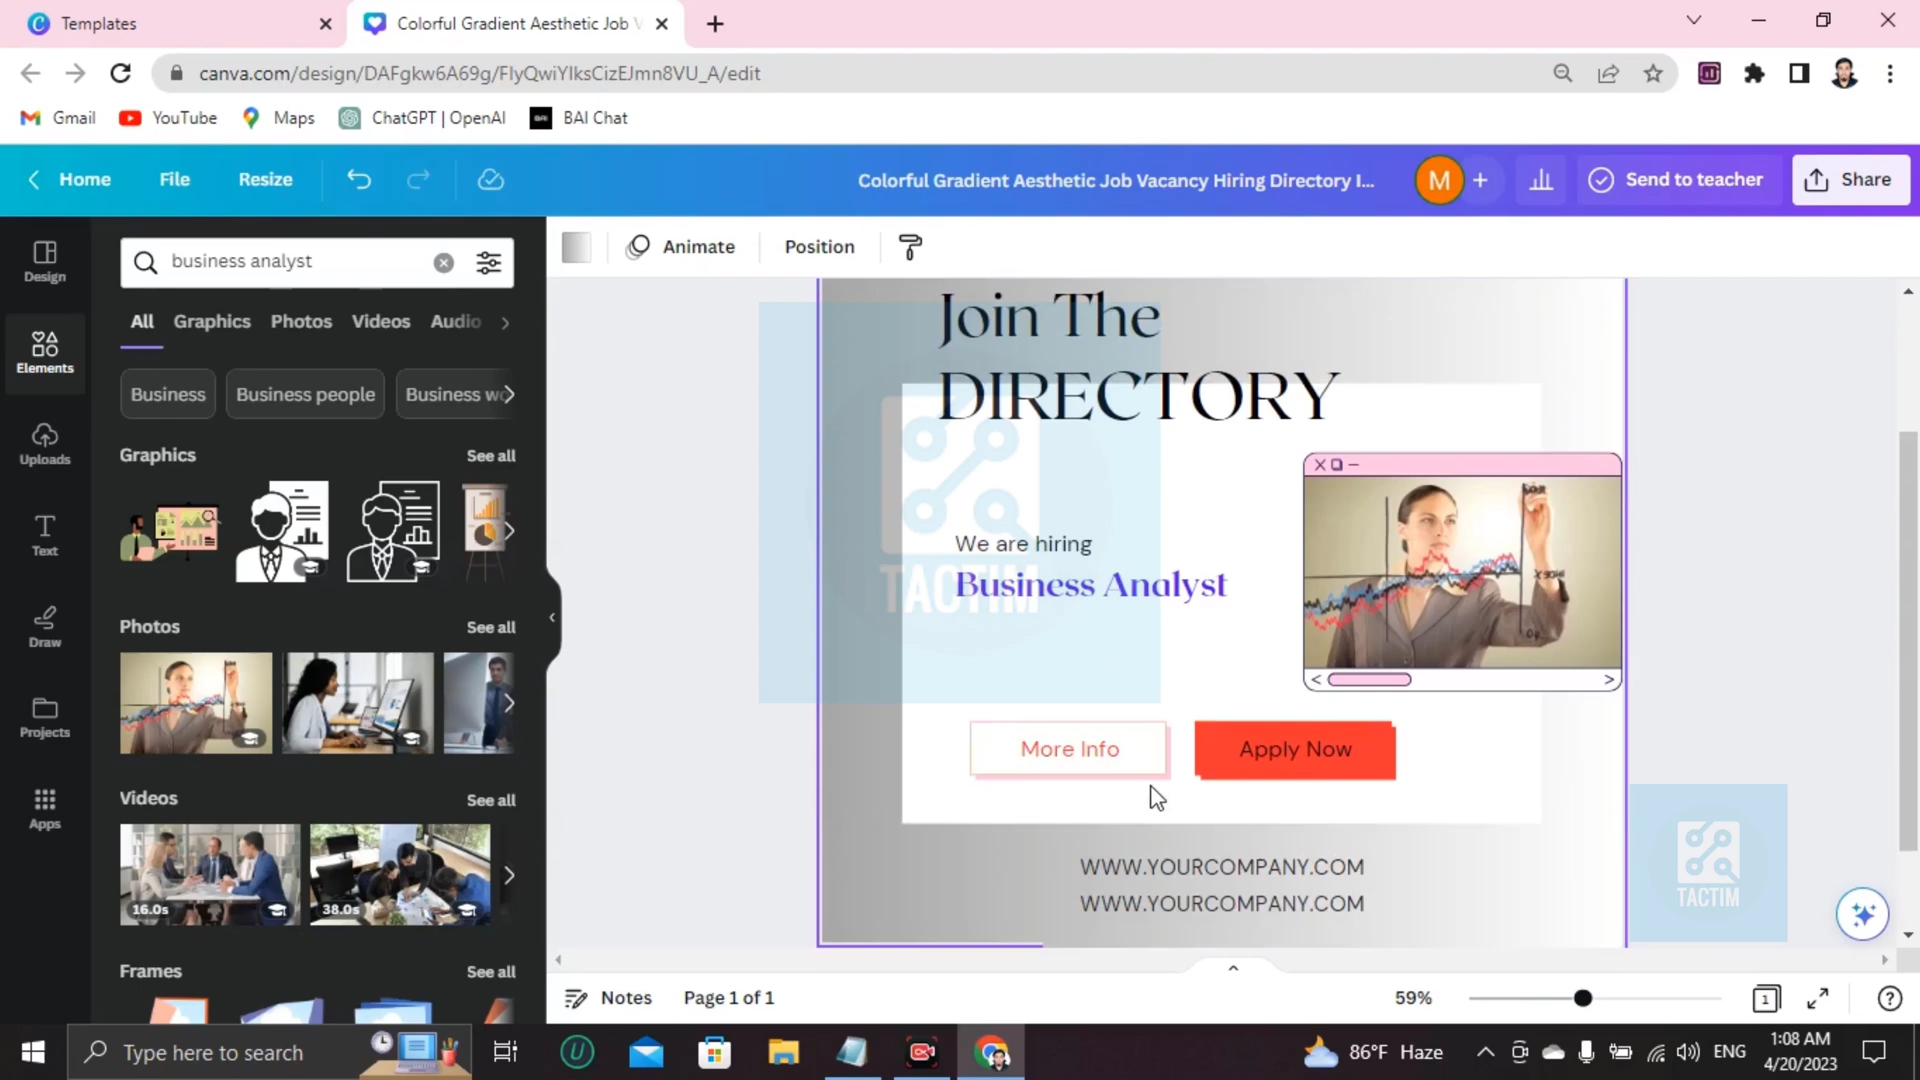 Templates
Colorful Gradient Aesthetic Job V
canva.com/design/DAFgkw6A69g/FIyQwiYIksCizEJmn8VU_A/edit
Gmail
YouTube
Maps
ChatGPT | OpenAI
BAI Chat
Home
File
Resize
Colorful Gradient Aesthetic Job Vacancy Hiring Directory I...
M
Send to teacher
Share
Design
Elements
Uploads
Text
Draw
Projects
Apps
business analyst
All
Graphics
Photos
Videos
Audio
Business
Business people
Business wo
Graphics
See all
Photos
See all
Videos
See all
16.0s
38.0s
Frames
See all
Animate
Position
Join The
DIRECTORY
We are hiring
Business Analyst
TACTIM
More Info
Apply Now
WWW.YOURCOMPANY.COM
WWW.YOURCOMPANY.COM
TACTIM
Notes
Page 1 of 1
59%
1
Type here to search
86°F Haze
ENG
1:08 AM
4/20/2023